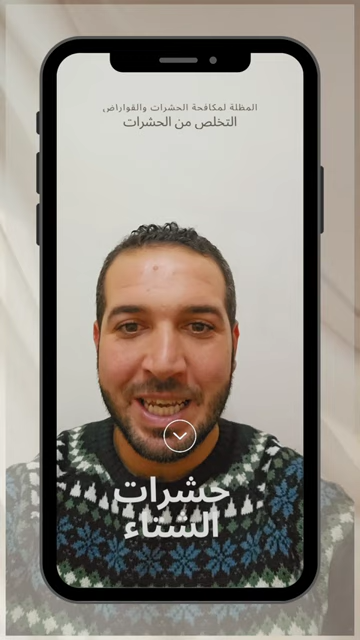 المظلة لمكافحة الحشرات والقوارض
التخلص من الحشرات
حشرات
الشتاء